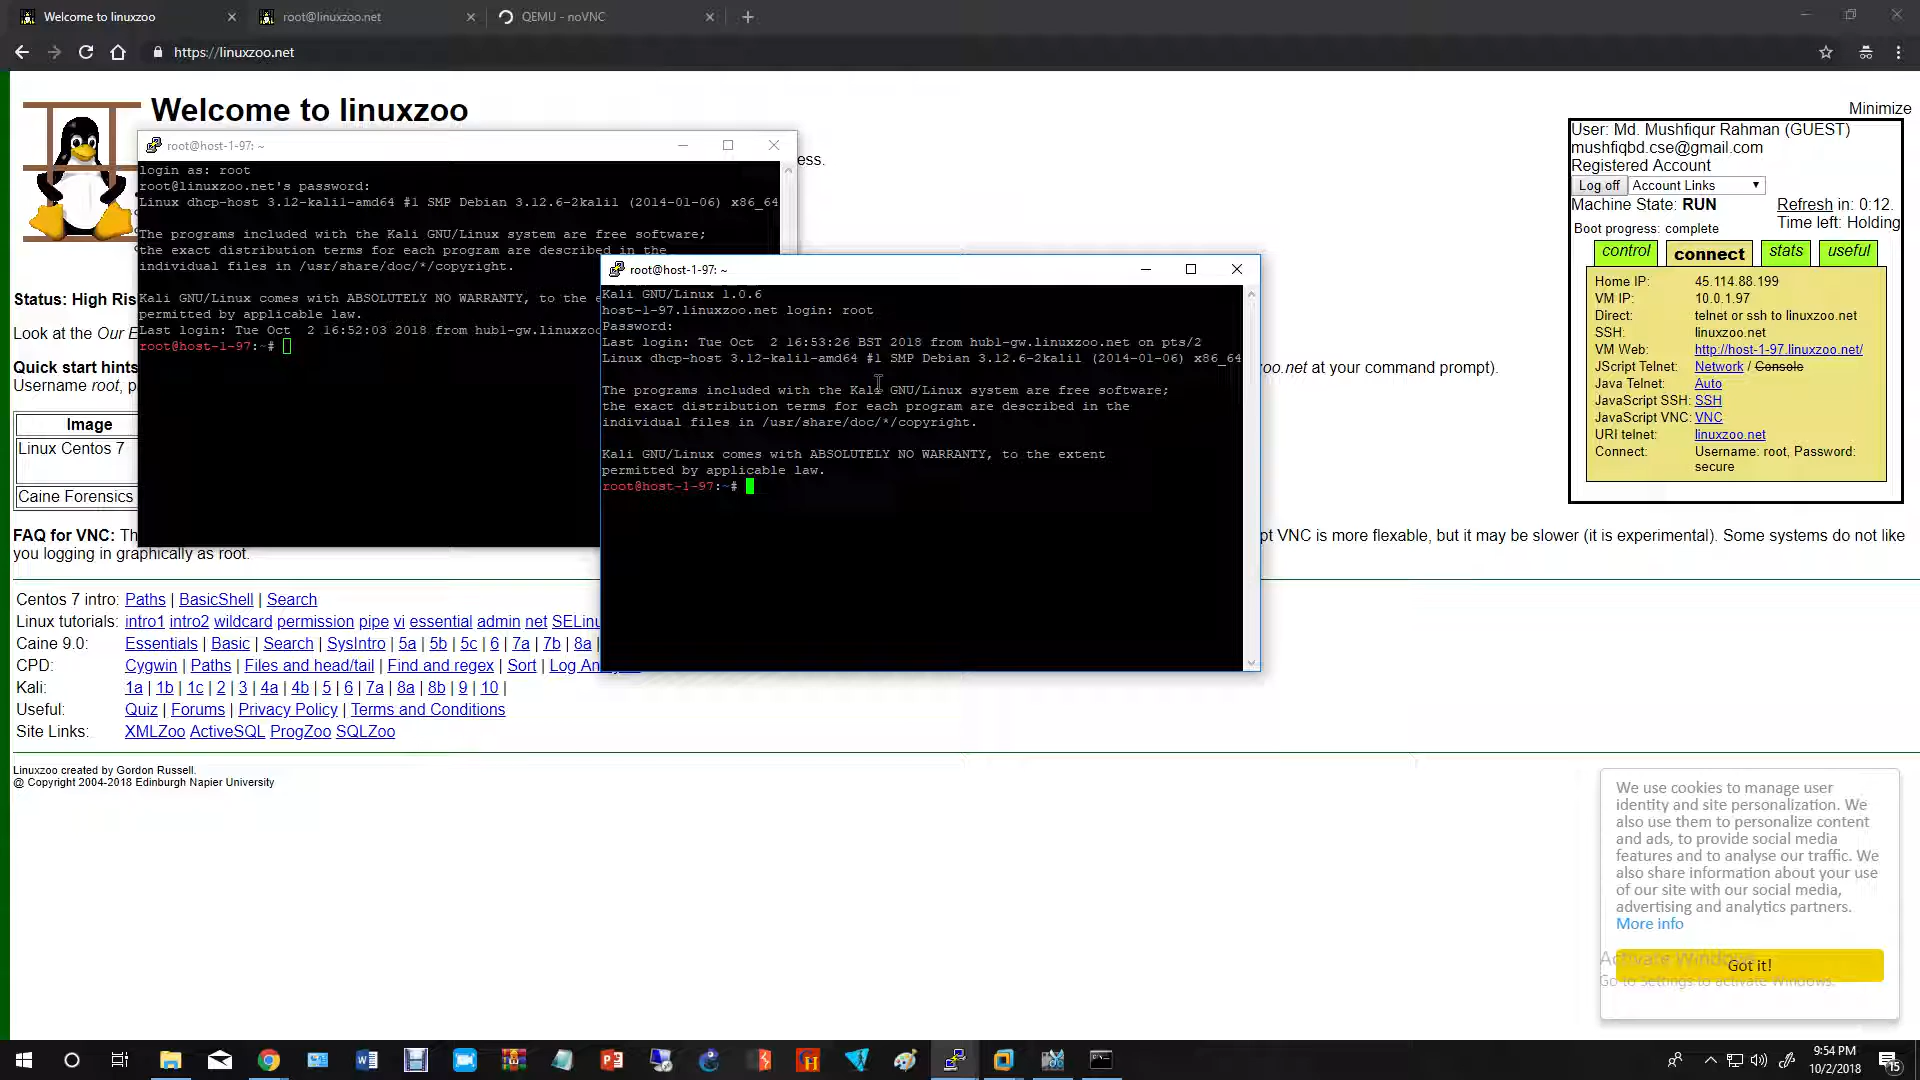 Welcome to linuxzoo
root@linuxzoo.net
QEMU - noVNC
https://linuxzoo.net
Welcome to linuxzoo
ess.
Status: High Ris
Look at the Our E
Quick start hints
Username root, p
oo.net at your command prompt).
Image
Linux Centos 7
Caine Forensics
FAQ for VNC: Th
pt VNC is more flexable, but it may be slower (it is experimental). Some systems do not like
you logging in graphically as root.
root@host-1-97: ~
login as: root
root@linuxzoo.net's password:
Linux dhcp-host 3.12-kali1-amd64 #1 SMP Debian 3.12.6-2kali1 (2014-01-06) x86_64
The programs included with the Kali GNU/Linux system are free software;
the exact distribution terms for each program are described in the
individual files in /usr/share/doc/*/copyright.
Kali GNU/Linux comes with ABSOLUTELY NO WARRANTY, to the e
permitted by applicable law.
Last login: Tue Oct  2 16:52:03 2018 from hub1-gw.linuxzoo
root@host-1-97:~#
root@host-1-97: ~
Kali GNU/Linux 1.0.6
host-1-97.linuxzoo.net login: root
Password:
Last login: Tue Oct  2 16:53:26 BST 2018 from hub1-gw.linuxzoo.net on pts/2
Linux dhcp-host 3.12-kali1-amd64 #1 SMP Debian 3.12.6-2kali1 (2014-01-06) x86_64
The programs included with the Kali GNU/Linux system are free software;
the exact distribution terms for each program are described in the
individual files in /usr/share/doc/*/copyright.
Kali GNU/Linux comes with ABSOLUTELY NO WARRANTY, to the extent
permitted by applicable law.
root@host-1-97:~#
Minimize
User: Md. Mushfiqur Rahman (GUEST)
mushfiqbd.cse@gmail.com
Registered Account
Log off Account Links
Machine State: RUN Refresh in: 0:12.
Time left: Holding
Boot progress: complete
control connect stats useful
Home IP: 45.114.88.199
VM IP: 10.0.1.97
Direct: telnet or ssh to linuxzoo.net
SSH: linuxzoo.net
VM Web: http://host-1-97.linuxzoo.net/
JScript Telnet: Network / Console
Java Telnet: Auto
JavaScript SSH: SSH
JavaScript VNC: VNC
URI telnet: linuxzoo.net
Connect: Username: root, Password:
secure
Centos 7 intro: Paths | BasicShell | Search
Linux tutorials: intro1 intro2 wildcard permission pipe vi essential admin net SELinu
Caine 9.0: Essentials | Basic | Search | SysIntro | 5a | 5b | 5c | 6 | 7a | 7b | 8a |
CPD: Cygwin | Paths | Files and head/tail | Find and regex | Sort | Log An
Kali: 1a | 1b | 1c | 2 | 3 | 4a | 4b | 5 | 6 | 7a | 8a | 8b | 9 | 10 |
Useful: Quiz | Forums | Privacy Policy | Terms and Conditions
Site Links: XMLZoo ActiveSQL ProgZoo SQLZoo
Linuxzoo created by Gordon Russell.
@ Copyright 2004-2018 Edinburgh Napier University
We use cookies to manage user
identity and site personalization. We
also use them to personalize content
and ads, to provide social media
features and to analyse our traffic. We
also share information about your use
of our site with our social media,
advertising and analytics partners.
More info
Got it!
Activate Windows
Go to Settings to activate Windows.
9:54 PM
10/2/2018
15